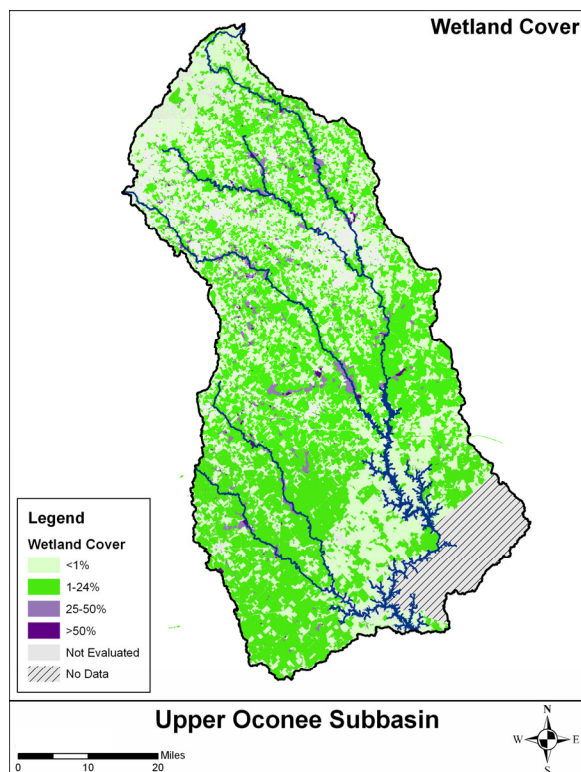 Wetland Cover
Legend
Wetland Cover
<1%
1-24%
25-50%
>50%
Not Evaluated
No Data
Upper Oconee Subbasin
Miles
0 10 20
N
W E
S